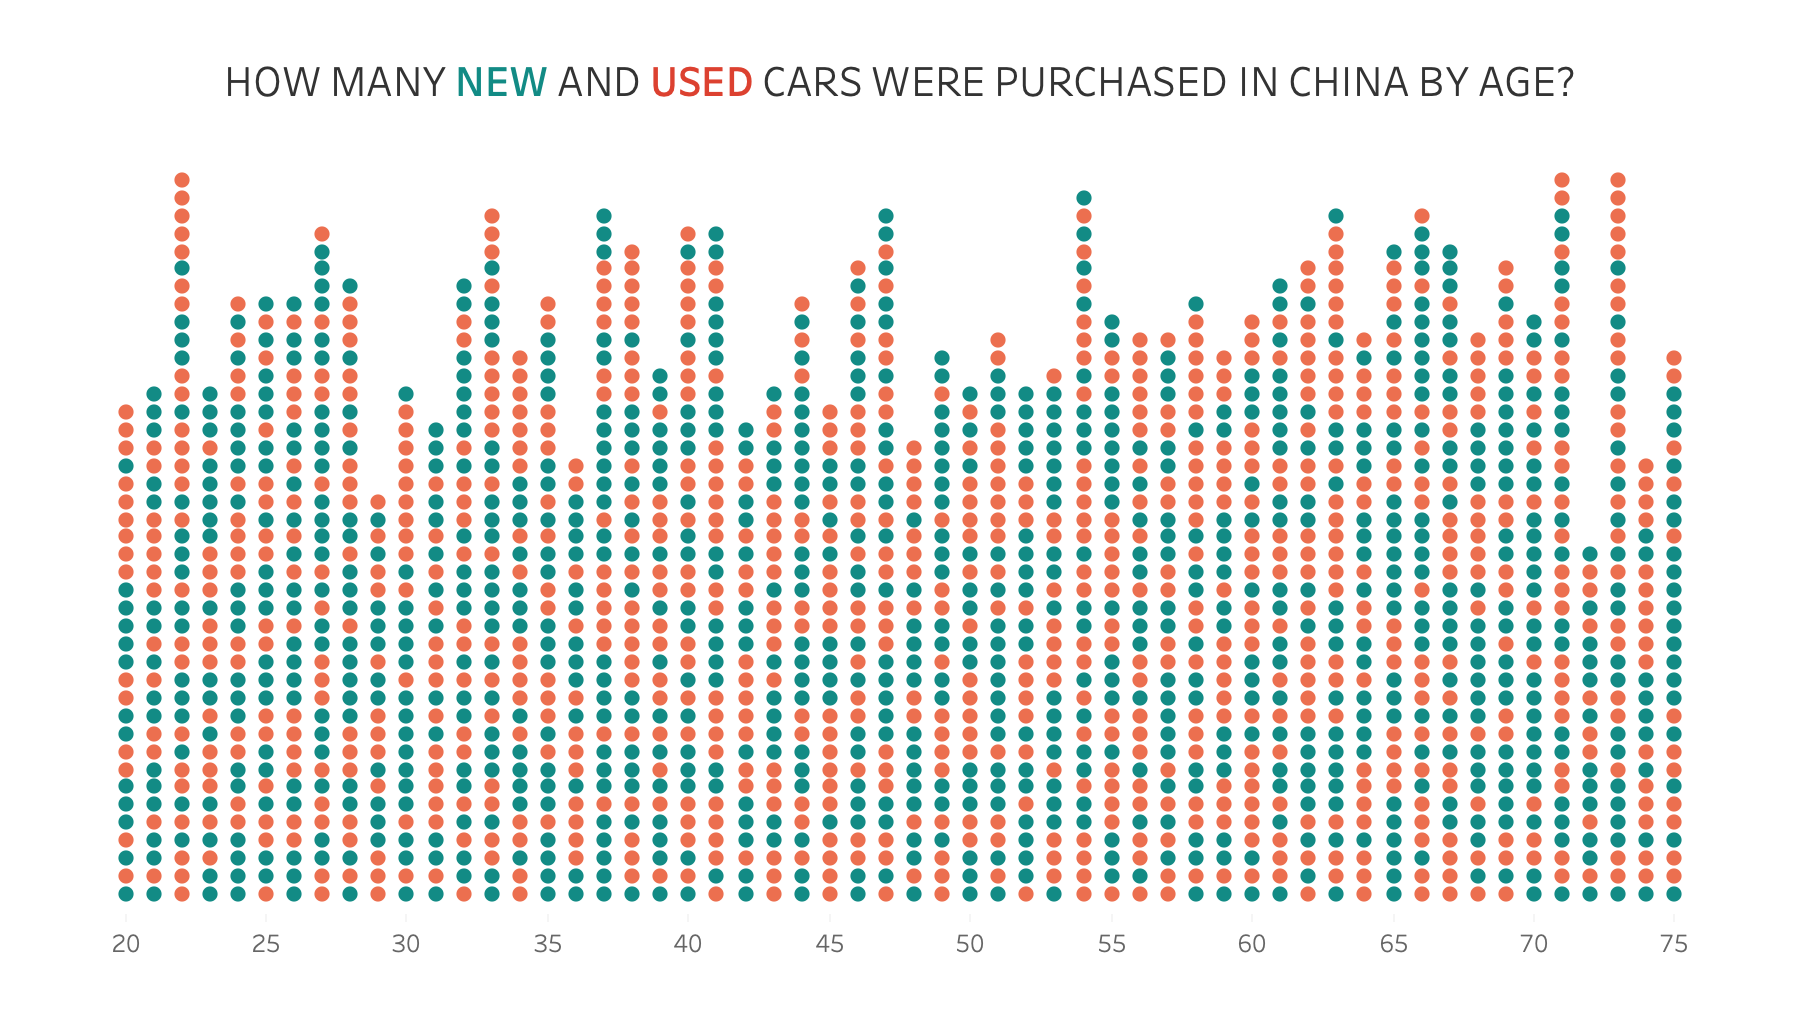 HOW MANY NEW AND USED CARS WERE PURCHASED IN CHINA BY AGE?
20 25 30 35 40 45 50 55 60 65 70 75